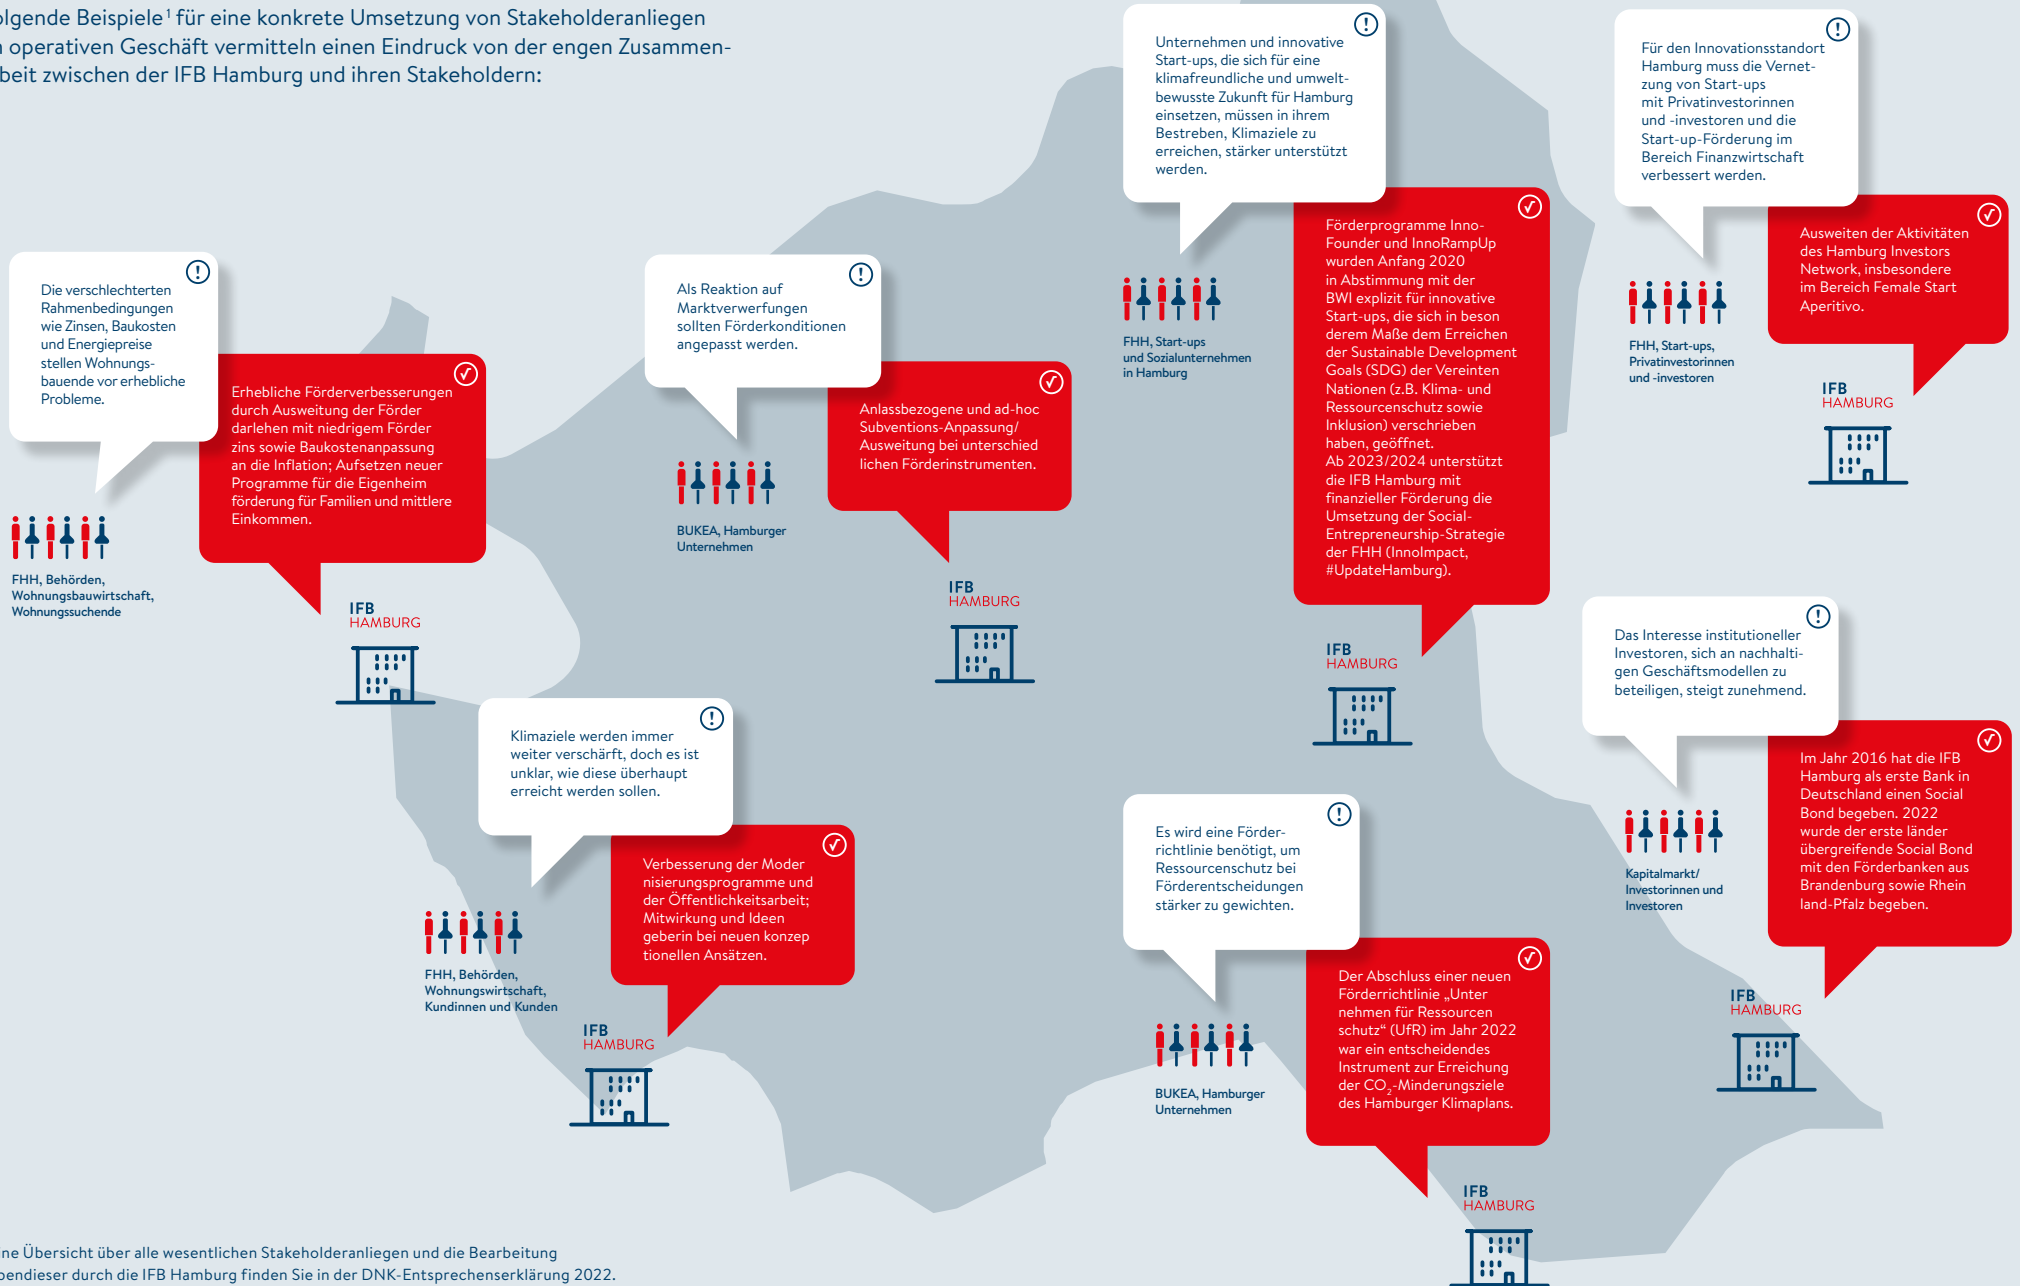 olgende Beispiele¹ für eine konkrete Umsetzung von Stakeholderanliegen
n operativen Geschäft vermitteln einen Eindruck von der engen Zusammen-
beit zwischen der IFB Hamburg und ihren Stakeholdern:
Die verschlechterten
Rahmenbedingungen
wie Zinsen, Baukosten
und Energiepreise
stellen Wohnungs-
bauende vor erhebliche
Probleme.
FHH, Behörden,
Wohnungsbauwirtschaft,
Wohnungssuchende
Erhebliche Förderverbesserungen
durch Ausweitung der Förder
darlehen mit niedrigem Förder
zins sowie Baukostenanpassung
an die Inflation; Aufsetzen neuer
Programme für die Eigenheim
förderung für Familien und mittlere
Einkommen.
IFB
HAMBURG
Als Reaktion auf
Marktverwerfungen
sollten Förderkonditionen
angepasst werden.
BUKEA, Hamburger
Unternehmen
Anlassbezogene und ad-hoc
Subventions-Anpassung/
Ausweitung bei unterschied
lichen Förderinstrumenten.
IFB
HAMBURG
Unternehmen und innovative
Start-ups, die sich für eine
klimafreundliche und umwelt-
bewusste Zukunft für Hamburg
einsetzen, müssen in ihrem
Bestreben, Klimaziele zu
erreichen, stärker unterstützt
werden.
FHH, Start-ups
und Sozialunternehmen
in Hamburg
Förderprogramme Inno-
Founder und InnoRampUp
wurden Anfang 2020
in Abstimmung mit der
BWI explizit für innovative
Start-ups, die sich in beson
derem Maße dem Erreichen
der Sustainable Development
Goals (SDG) der Vereinten
Nationen (z.B. Klima- und
Ressourcenschutz sowie
Inklusion) verschrieben
haben, geöffnet.
Ab 2023/2024 unterstützt
die IFB Hamburg mit
finanzieller Förderung die
Umsetzung der Social-
Entrepreneurship-Strategie
der FHH (InnoImpact,
#UpdateHamburg).
IFB
HAMBURG
Für den Innovationsstandort
Hamburg muss die Vernet-
zung von Start-ups
mit Privatinvestorinnen
und -investoren und die
Start-up-Förderung im
Bereich Finanzwirtschaft
verbessert werden.
FHH, Start-ups,
Privatinvestorinnen
und -investoren
Ausweiten der Aktivitäten
des Hamburg Investors
Network, insbesondere
im Bereich Female Start
Aperitivo.
IFB
HAMBURG
Klimaziele werden immer
weiter verschärft, doch es ist
unklar, wie diese überhaupt
erreicht werden sollen.
FHH, Behörden,
Wohnungswirtschaft,
Kundinnen und Kunden
Verbesserung der Moder
nisierungsprogramme und
der Öffentlichkeitsarbeit;
Mitwirkung und Ideen
geberin bei neuen konzep
tionellen Ansätzen.
IFB
HAMBURG
Es wird eine Förder-
richtlinie benötigt, um
Ressourcenschutz bei
Förderentscheidungen
stärker zu gewichten.
BUKEA, Hamburger
Unternehmen
Der Abschluss einer neuen
Förderrichtlinie „Unter
nehmen für Ressourcen
schutz“ (UfR) im Jahr 2022
war ein entscheidendes
Instrument zur Erreichung
der CO₂-Minderungsziele
des Hamburger Klimaplans.
IFB
HAMBURG
Das Interesse institutioneller
Investoren, sich an nachhalti-
gen Geschäftsmodellen zu
beteiligen, steigt zunehmend.
Kapitalmarkt/
Investorinnen und
Investoren
Im Jahr 2016 hat die IFB
Hamburg als erste Bank in
Deutschland einen Social
Bond begeben. 2022
wurde der erste länder
übergreifende Social Bond
mit den Förderbanken aus
Brandenburg sowie Rhein
land-Pfalz begeben.
IFB
HAMBURG
ine Übersicht über alle wesentlichen Stakeholderanliegen und die Bearbeitung
bendieser durch die IFB Hamburg finden Sie in der DNK-Entsprechenserklärung 2022.